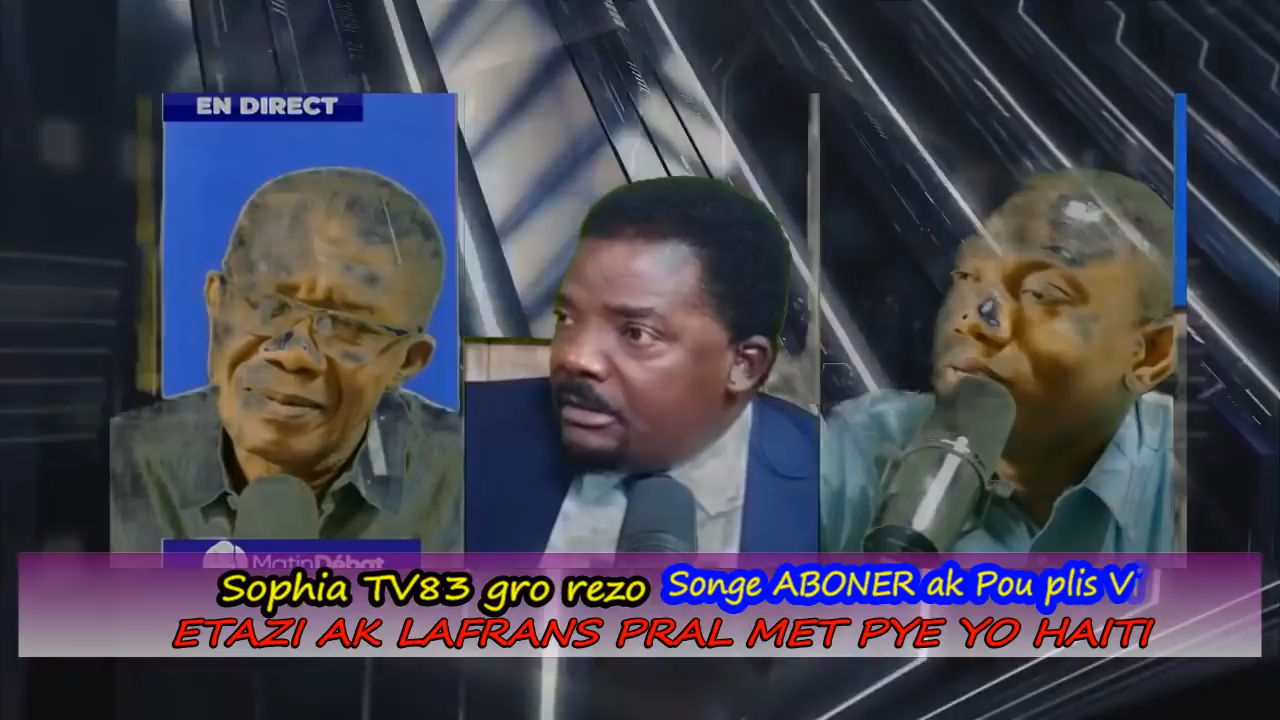 EN DIRECT
MatinDébat
Sophia TV83 gro rezo Songe ABONER ak Pou plis
ETAZI AK LAFRANS PRAL MET PYE YO HAITI